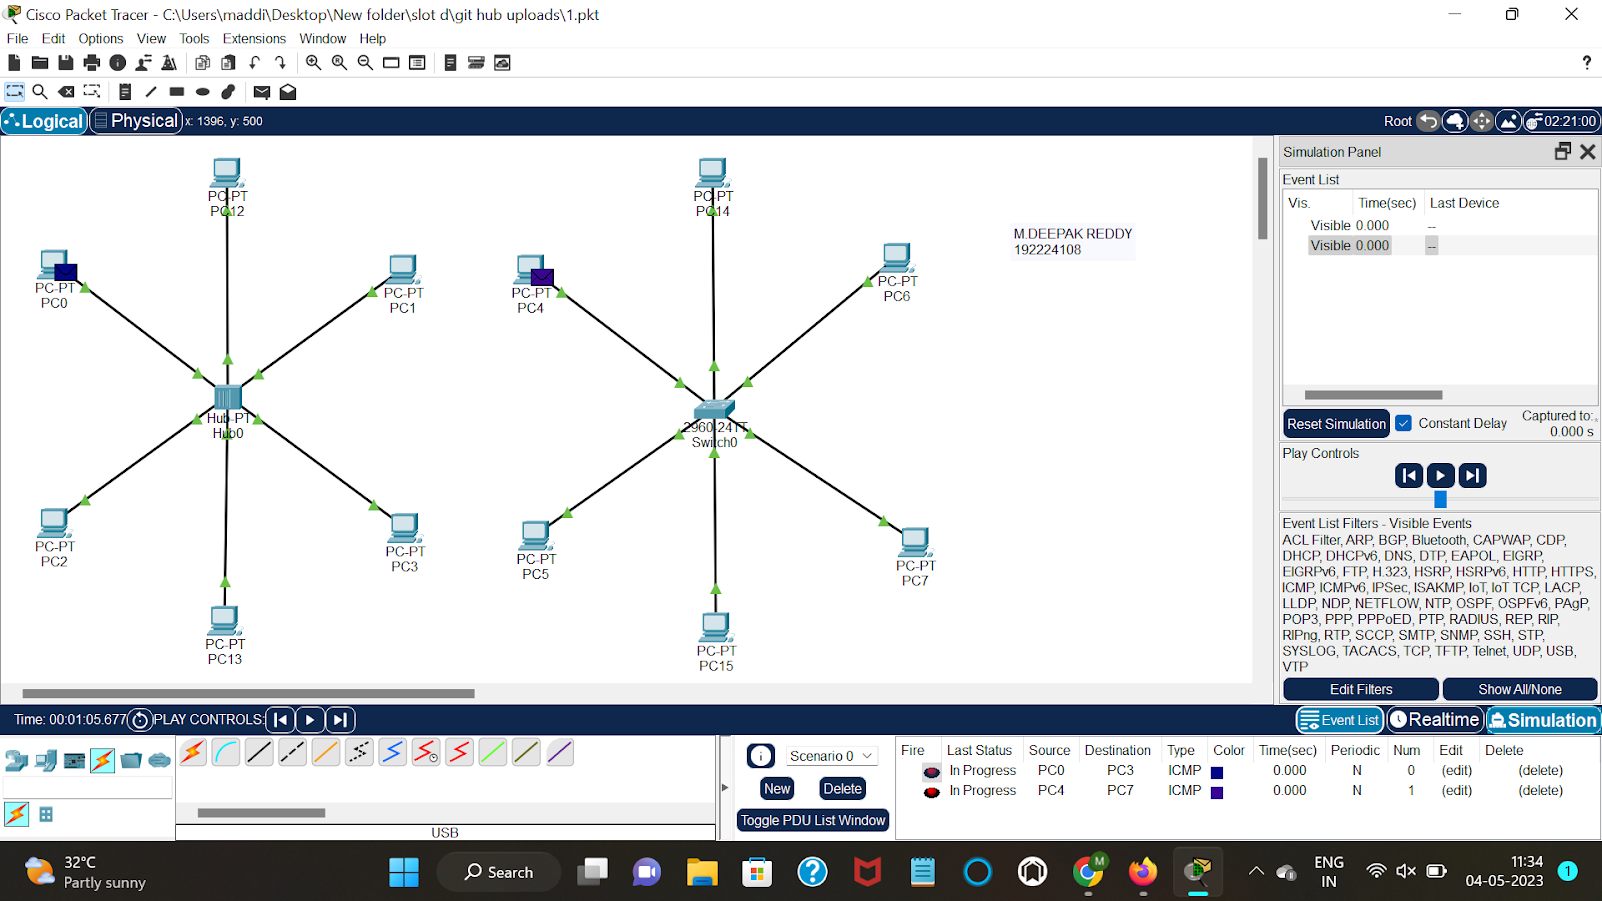 Cisco Packet Tracer - C:\Users\maddi\Desktop\New folder\slot d\git hub uploads\1.pkt
File Edit Options View Tools Extensions Window Help
?
Logical Physical x: 1396, y: 500 Root 02:21:00
PC-PT
PC12
PC-PT
PC14
PC-PT
PC0
PC-PT
PC1
PC-PT
PC4
PC-PT
PC6
M.DEEPAK REDDY
192224108
Hub-PT
Hub0
2960-24TT
Switch0
PC-PT
PC2
PC-PT
PC3
PC-PT
PC5
PC-PT
PC7
PC-PT
PC13
PC-PT
PC15
Simulation Panel
Event List
Vis. Time(sec) Last Device
Visible 0.000 --
Visible 0.000 --
Reset Simulation Constant Delay Captured to:
0.000 s
Play Controls
Event List Filters - Visible Events
ACL Filter, ARP, BGP, Bluetooth, CAPWAP, CDP,
DHCP, DHCPv6, DNS, DTP, EAPOL, EIGRP,
EIGRPv6, FTP, H.323, HSRP, HSRPv6, HTTP, HTTPS,
ICMP, ICMPv6, IPSec, ISAKMP, IoT, IoT TCP, LACP,
LLDP, NDP, NETFLOW, NTP, OSPF, OSPFv6, PAgP,
POP3, PPP, PPPoED, PTP, RADIUS, REP, RIP,
RIPng, RTP, SCCP, SMTP, SNMP, SSH, STP,
SYSLOG, TACACS, TCP, TFTP, Telnet, UDP, USB,
VTP
Edit Filters Show All/None
Time: 00:01:05.677 PLAY CONTROLS: Event List Realtime Simulation
USB
Scenario 0
New Delete
Toggle PDU List Window
Fire Last Status Source Destination Type Color Time(sec) Periodic Num Edit Delete
In Progress PC0 PC3 ICMP 0.000 N 0 (edit) (delete)
In Progress PC4 PC7 ICMP 0.000 N 1 (edit) (delete)
32°C
Partly sunny
Search
M
ENG
IN
11:34
04-05-2023
1